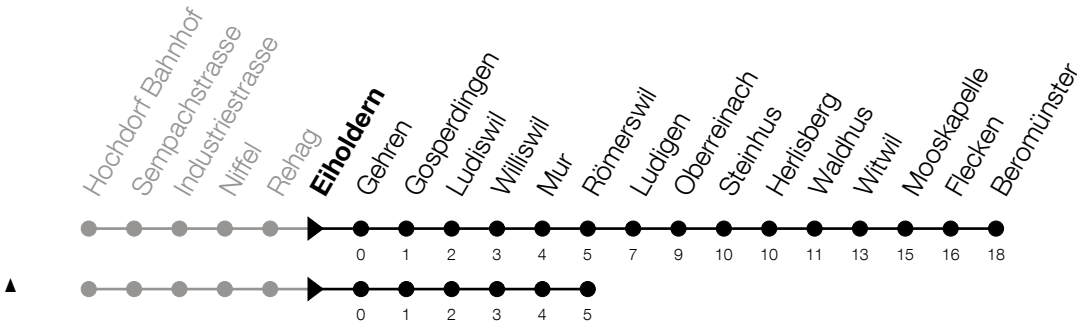 Hochdorf Bahnhof
Sempachstrasse
Industriestrasse
Niffel
Rehag
Eiholdern
Gehren
Gosperdingen
Ludiswil
Williswil
Mur
Römerswil
Ludigen
Oberreinach
Steinhus
Herlisberg
Waldhus
Witwil
Mooskapelle
Flecken
Beromünster
0 1 2 3 4 5 7 9 10 10 11 13 15 16 18
0 1 2 3 4 5